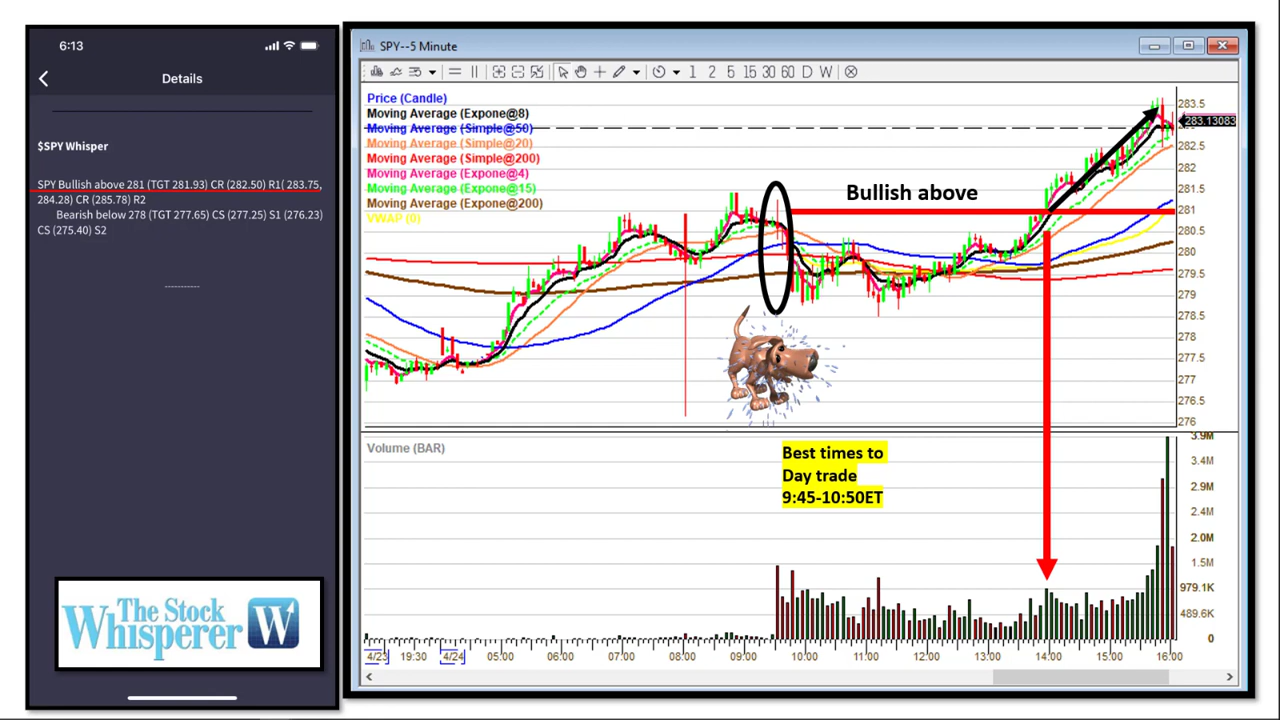 6:13
Details
$SPY Whisper
SPY Bullish above 281 (TGT 281.93) CR (282.50) R1( 283.75,
284.28) CR (285.78) R2
Bearish below 278 (TGT 277.65) CS (277.25) S1 (276.23)
CS (275.40) S2
----------
The Stock
Whisperer W
SPY--5 Minute
1 2 5 15 30 60 D W
Price (Candle)
Moving Average (Expone@8)
Moving Average (Simple@50)
Moving Average (Simple@20)
Moving Average (Simple@200)
Moving Average (Expone@4)
Moving Average (Expone@15)
Moving Average (Expone@200)
VWAP (0)
Bullish above
283.5
283.13083
282.5
282
281.5
281
280.5
280
279.5
279
278.5
278
277.5
277
276.5
276
Volume (BAR)
Best times to
Day trade
9:45-10:50ET
3.9M
3.4M
2.9M
2.4M
2.0M
1.5M
979.1K
489.6K
0
4/23 19:30 4/24 05:00 06:00 07:00 08:00 09:00 10:00 11:00 12:00 13:00 14:00 15:00 16:00